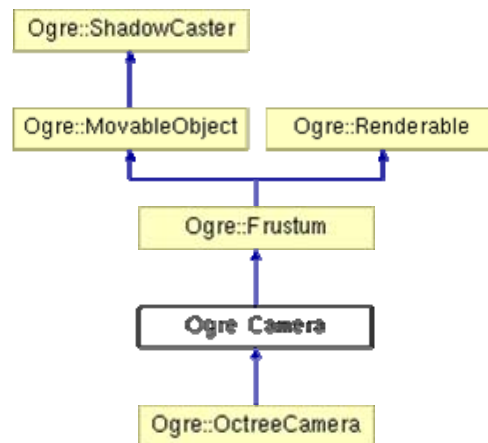 Ogre::ShadowCaster
Ogre::MovableObject
Ogre::Renderable
Ogre::Frustum
Ogre Camera
Ogre::OctreeCamera